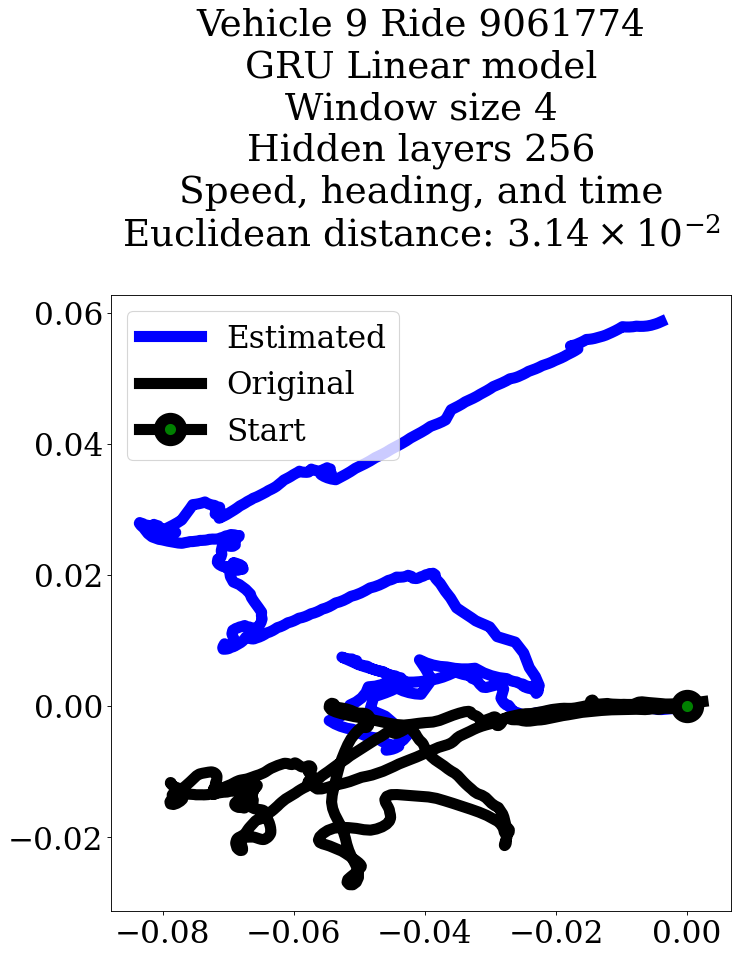 Vehicle 9 Ride 9061774
GRU Linear model
Window size 4
Hidden layers 256
Speed, heading, and time
Euclidean distance: 3.14 × 10⁻²
Estimated
Original
Start
0.06
0.04
0.02
0.00
−0.02
−0.08 −0.06 −0.04 −0.02 0.00